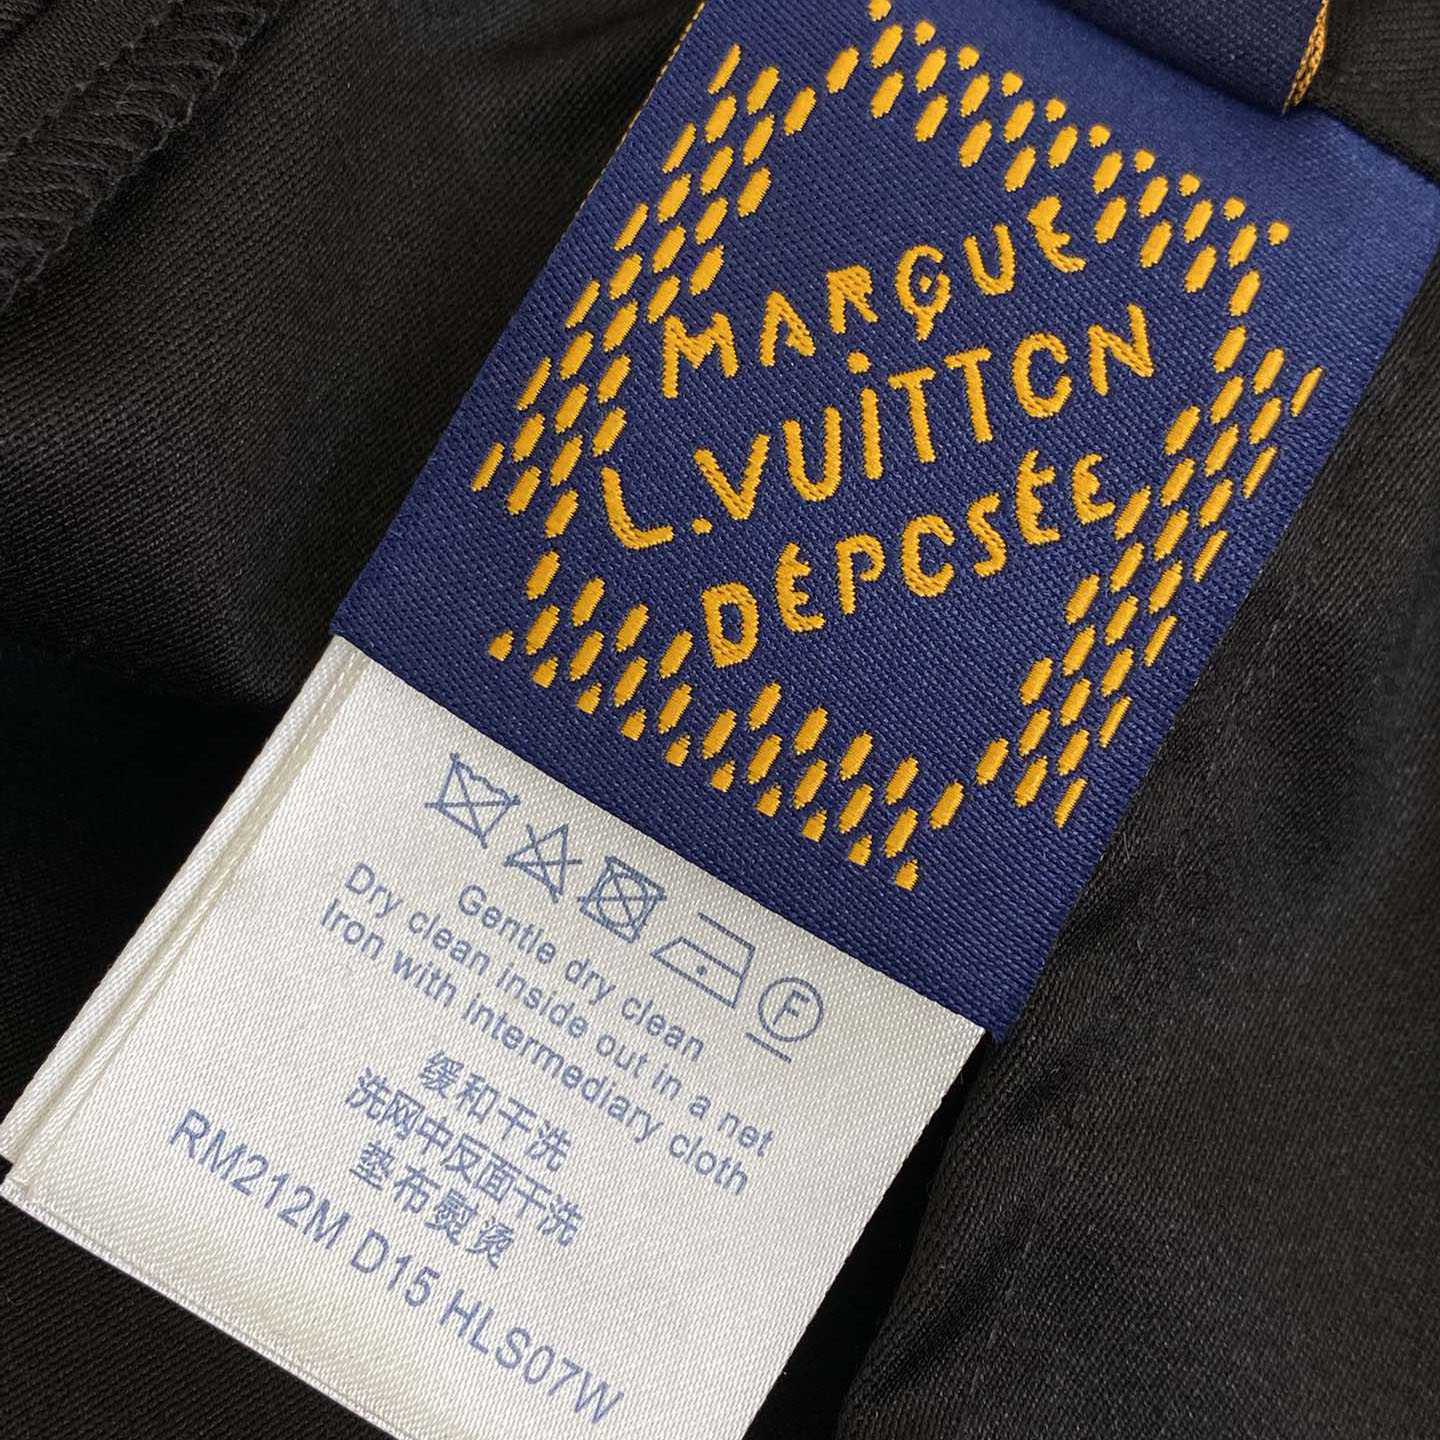 MARQUE
L.VUITTON
DÉPOSÉE
F
Gentle dry clean
Dry clean inside out in a net
Iron with intermediary cloth
缓和干洗
洗网中反面干洗
垫布熨烫
RM212M D15 HLS07W